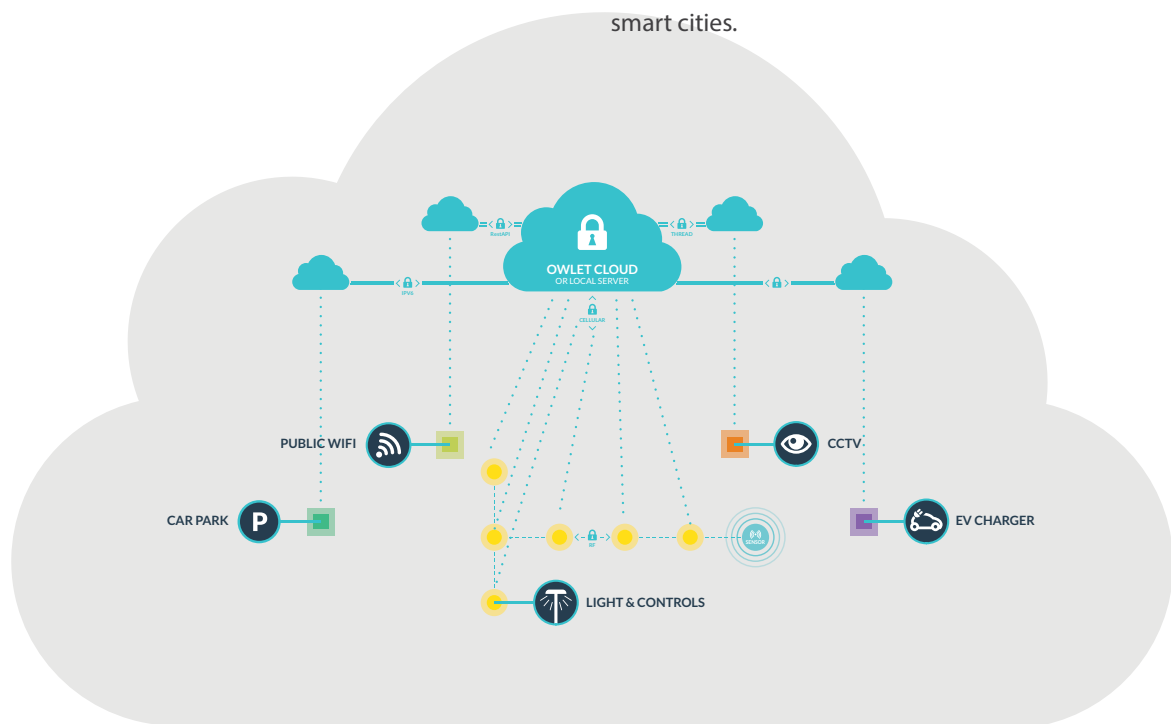 smart cities.
RestAPI
THREAD
OWLET CLOUD
OR LOCAL SERVER
IPV6
CELLULAR
PUBLIC WIFI
CCTV
CAR PARK
P
EV CHARGER
RF
SENSOR
LIGHT & CONTROLS